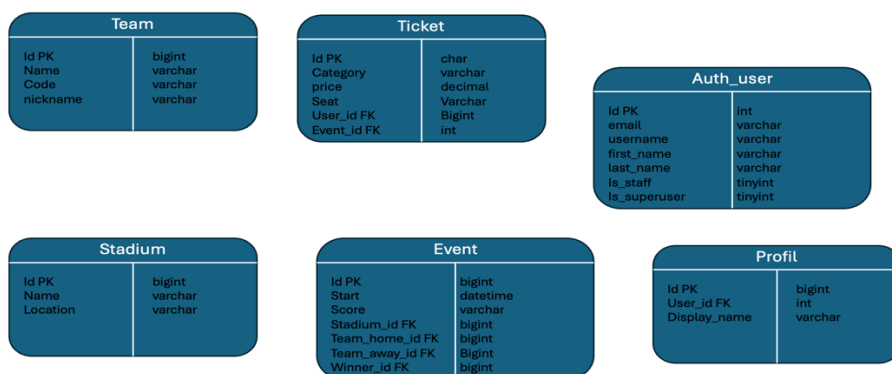 Team
Id PK bigint
Name varchar
Code varchar
nickname varchar
Ticket
Id PK char
Category varchar
price decimal
Seat Varchar
User_id FK Bigint
Event_id FK int
Auth_user
Id PK int
email varchar
username varchar
first_name varchar
last_name varchar
Is_staff tinyint
Is_superuser tinyint
Stadium
Id PK bigint
Name varchar
Location varchar
Event
Id PK bigint
Start datetime
Score varchar
Stadium_id FK bigint
Team_home_id FK bigint
Team_away_id FK Bigint
Winner_id FK bigint
Profil
Id PK bigint
User_id FK int
Display_name varchar